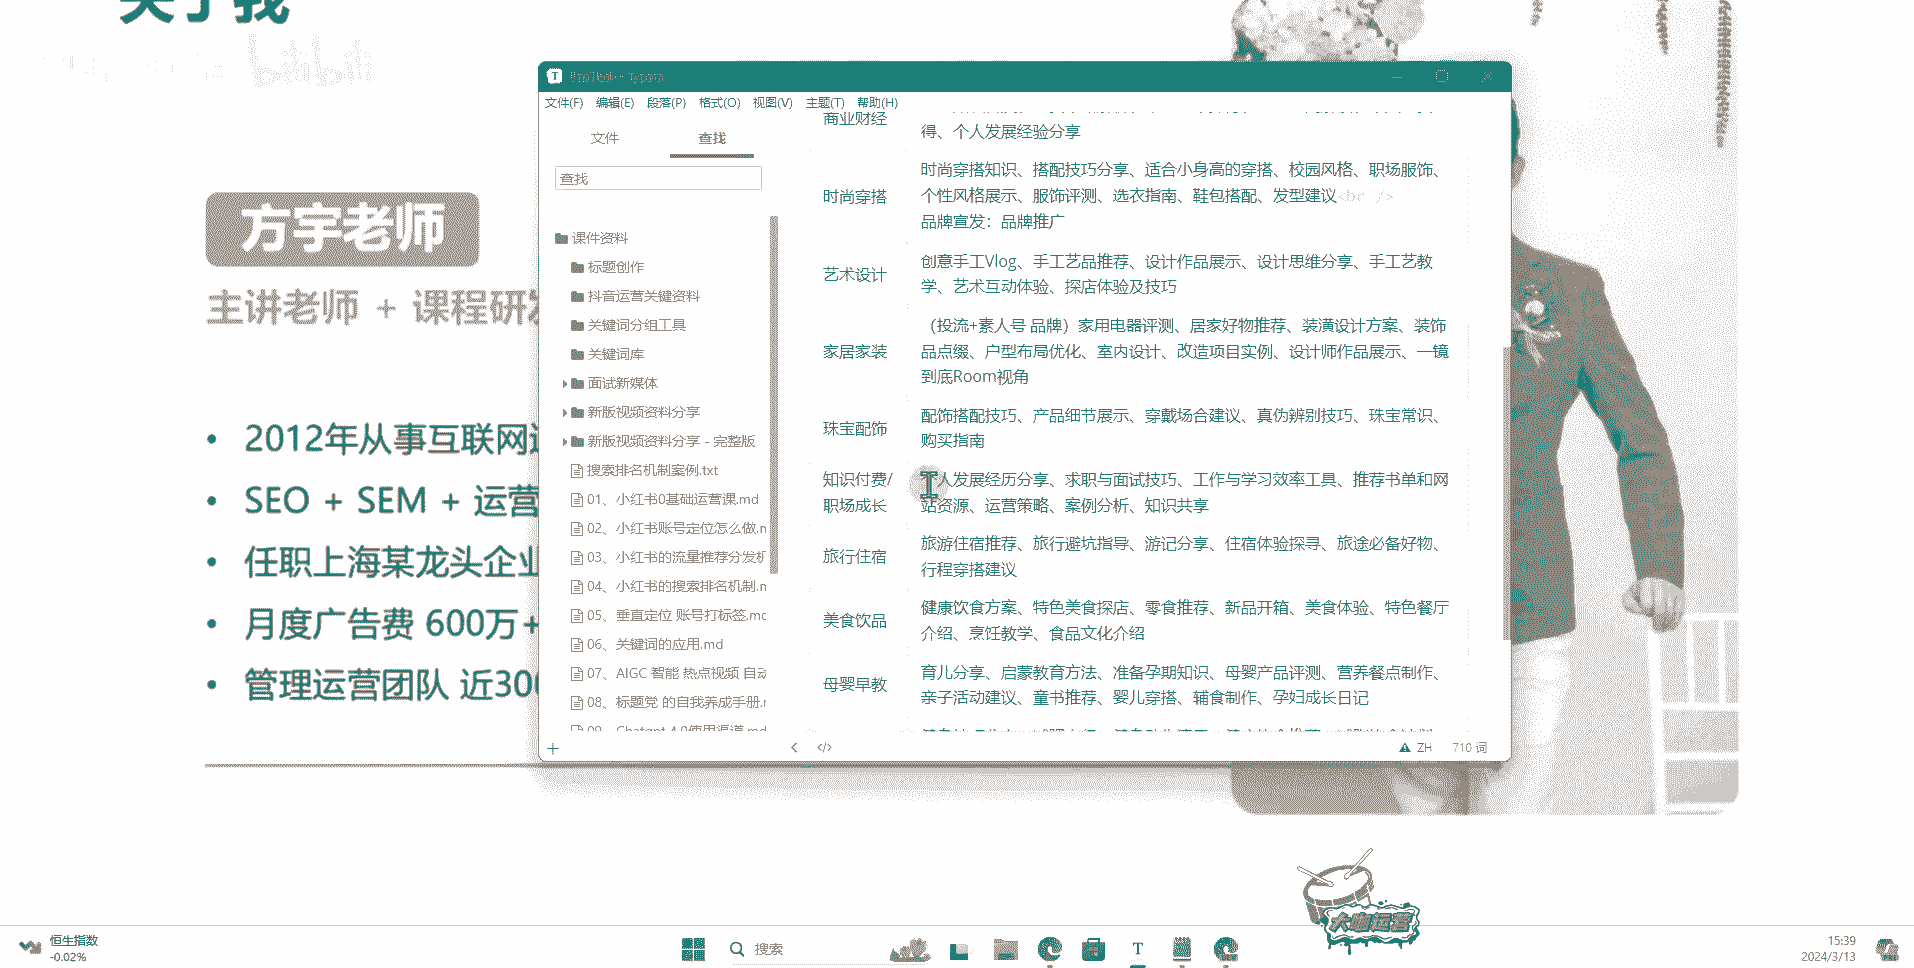 关于我
bilibili
方宇老师
主讲老师 + 课程研
2012年从事互联网
SEO + SEM + 运营
任职上海某龙头企业
月度广告费 600万+
管理运营团队 近300
文件(F) 编辑(E) 段落(P) 格式(O) 视图(V) 主题(T) 帮助(H)
文件 查找
查找
课件资料
标题创作
抖音运营关键资料
关键词分组工具
关键词库
面试新媒体
新版视频资料分享
新版视频资料分享 - 完整版
搜索排名机制案例.txt
01、小红书0基础运营课.md
02、小红书账号定位怎么做.m
03、小红书的流量推荐分发机
04、小红书的搜索排名机制.m
05、垂直定位 账号打标签.md
06、关键词的应用.md
07、AIGC 智能 热点视频 自动
08、标题党 的自我养成手册.m
09、Chatgpt 4.0使用渠道.md
商业财经
得、个人发展经验分享
时尚穿搭
时尚穿搭知识、搭配技巧分享、适合小身高的穿搭、校园风格、职场服饰、
个性风格展示、服饰评测、选衣指南、鞋包搭配、发型建议<br />
品牌宣发：品牌推广
艺术设计
创意手工Vlog、手工艺品推荐、设计作品展示、设计思维分享、手工艺教
学、艺术互动体验、探店体验及技巧
家居家装
（投流+素人号 品牌）家用电器评测、居家好物推荐、装潢设计方案、装饰
品点缀、户型布局优化、室内设计、改造项目实例、设计师作品展示、一镜
到底Room视角
珠宝配饰
配饰搭配技巧、产品细节展示、穿戴场合建议、真伪辨别技巧、珠宝常识、
购买指南
知识付费/
职场成长
人发展经历分享、求职与面试技巧、工作与学习效率工具、推荐书单和网
站资源、运营策略、案例分析、知识共享
旅行住宿
旅游住宿推荐、旅行避坑指导、游记分享、住宿体验探寻、旅途必备好物、
行程穿搭建议
美食饮品
健康饮食方案、特色美食探店、零食推荐、新品开箱、美食体验、特色餐厅
介绍、烹饪教学、食品文化介绍
母婴早教
育儿分享、启蒙教育方法、准备孕期知识、母婴产品评测、营养餐点制作、
亲子活动建议、童书推荐、婴儿穿搭、辅食制作、孕妇成长日记
ZH 710 词
大咖运营
恒生指数
-0.02%
搜索
15:39
2024/3/13